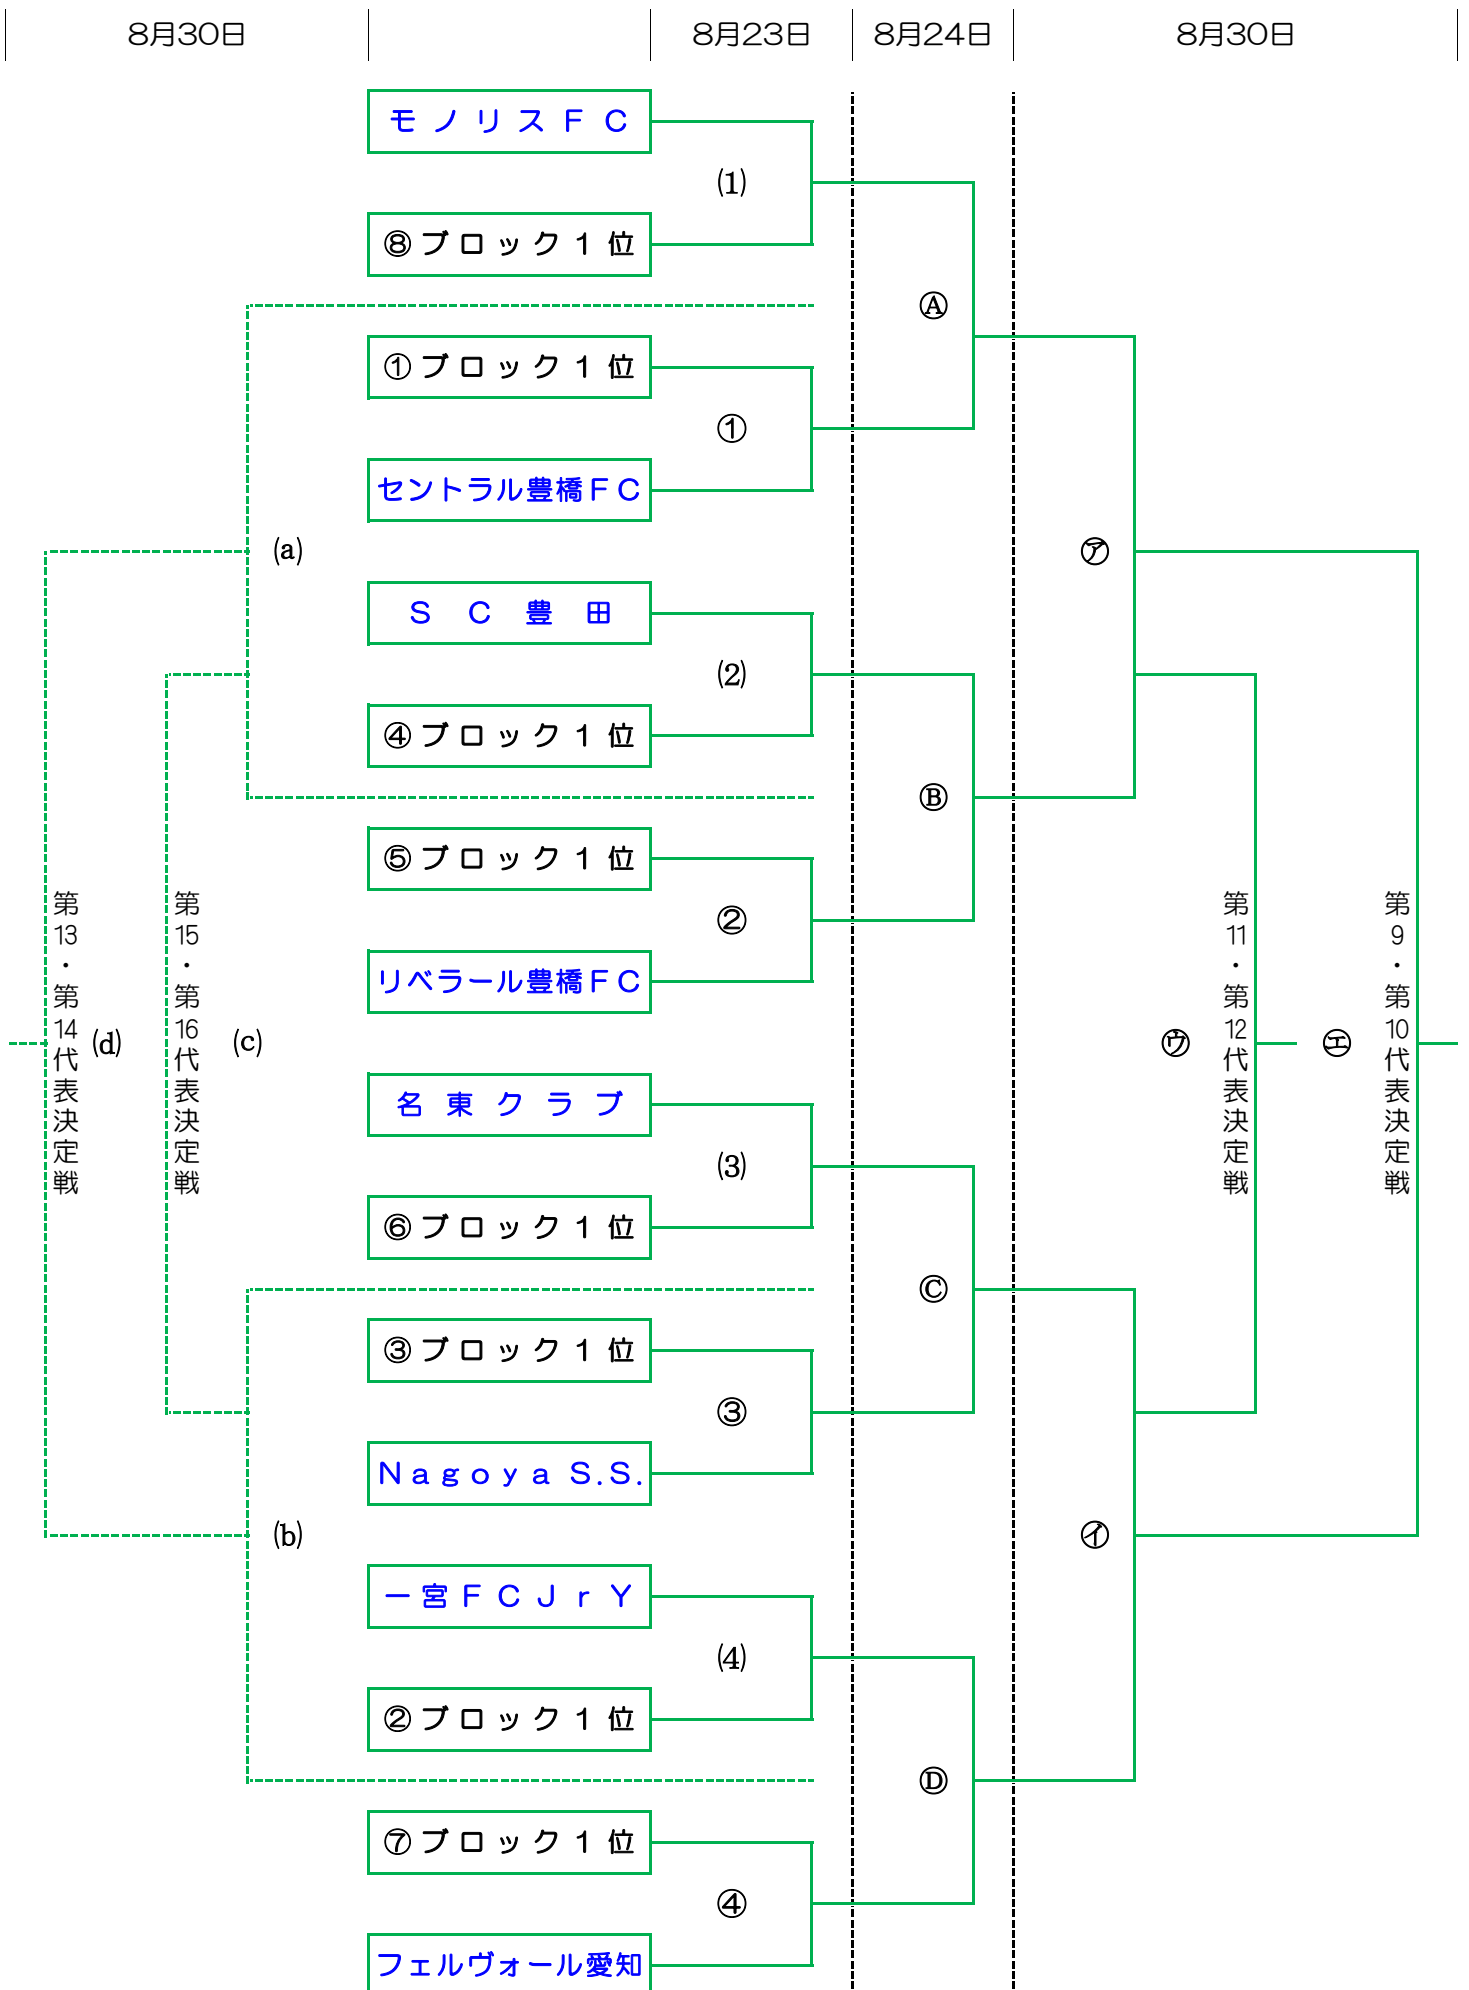 8月30日
8月23日
8月24日
8月30日
モノリスFC
(1)
⑧ブロック1位
Ⓐ
①ブロック1位
①
セントラル豊橋FC
(a)
㋐
SC豊田
(2)
④ブロック1位
Ⓑ
⑤ブロック1位
②
リベラール豊橋FC
第13・第14代表決定戦
(d)
第15・第16代表決定戦
(c)
㋒
第11・第12代表決定戦
㋓
第9・第10代表決定戦
名東クラブ
(3)
⑥ブロック1位
Ⓒ
③ブロック1位
③
Nagoya S.S.
(b)
㋑
一宮FCJrY
(4)
②ブロック1位
Ⓓ
⑦ブロック1位
④
フェルヴォール愛知